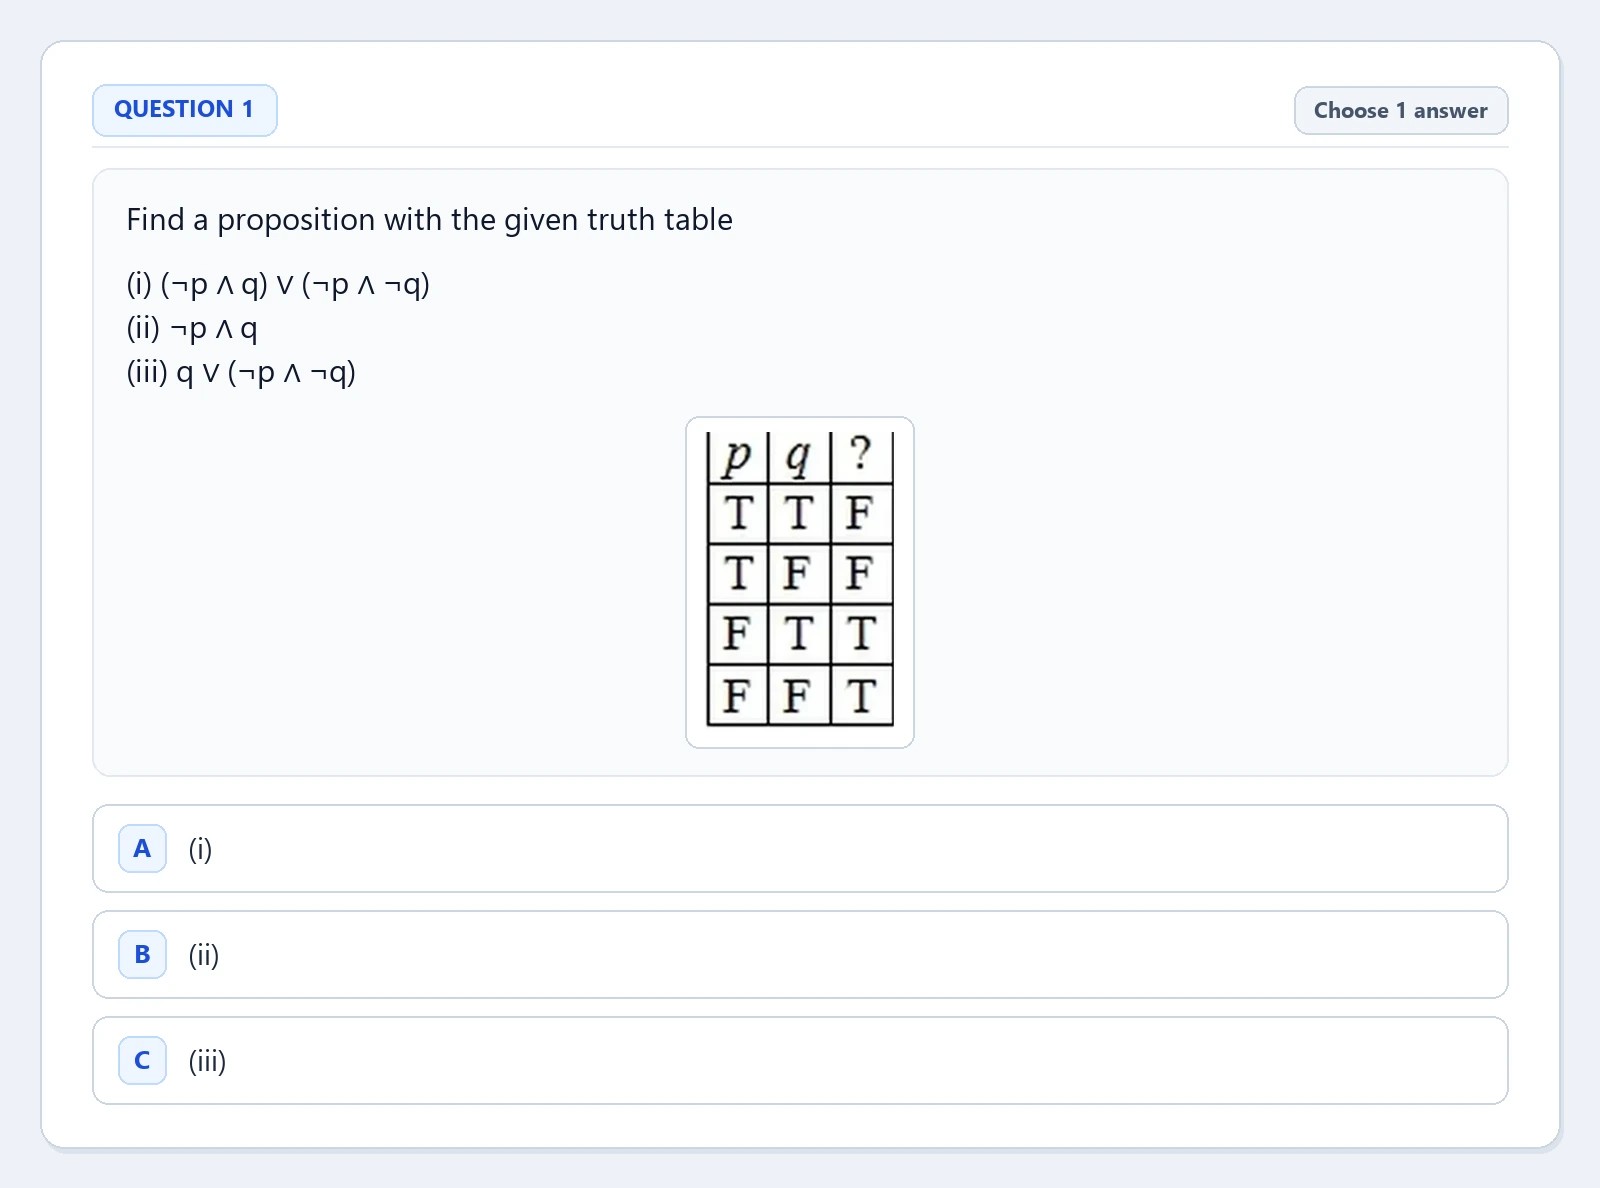 QUESTION 1
Choose 1 answer
Find a proposition with the given truth table
(i) (¬p ∧ q) ∨ (¬p ∧ ¬q)
(ii) ¬p ∧ q
(iii) q ∨ (¬p ∧ ¬q)
p q ?
T T F
T F F
F T T
F F T
A (i)
B (ii)
C (iii)